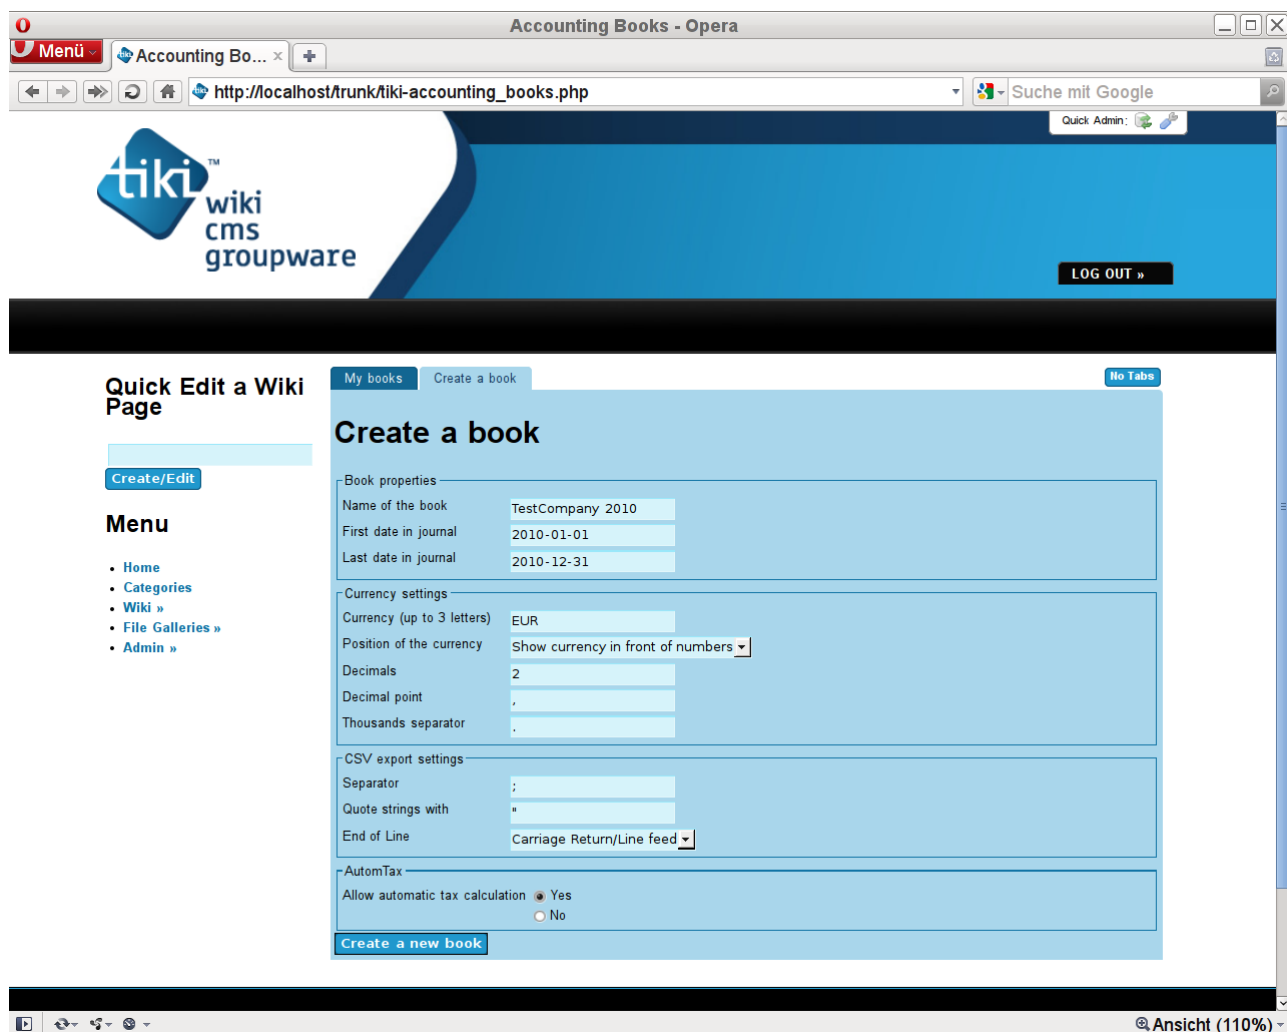 Accounting Books - Opera
Menü
Accounting Bo...
http://localhost/trunk/tiki-accounting_books.php
Suche mit Google
Quick Admin:
tiki™
wiki
cms
groupware
LOG OUT »
Quick Edit a Wiki
Page
Create/Edit
Menu
Home
Categories
Wiki »
File Galleries »
Admin »
My books
Create a book
No Tabs
Create a book
Book properties
Name of the book TestCompany 2010
First date in journal 2010-01-01
Last date in journal 2010-12-31
Currency settings
Currency (up to 3 letters) EUR
Position of the currency Show currency in front of numbers
Decimals 2
Decimal point ,
Thousands separator .
CSV export settings
Separator ;
Quote strings with "
End of Line Carriage Return/Line feed
AutomTax
Allow automatic tax calculation Yes
No
Create a new book
Ansicht (110%)